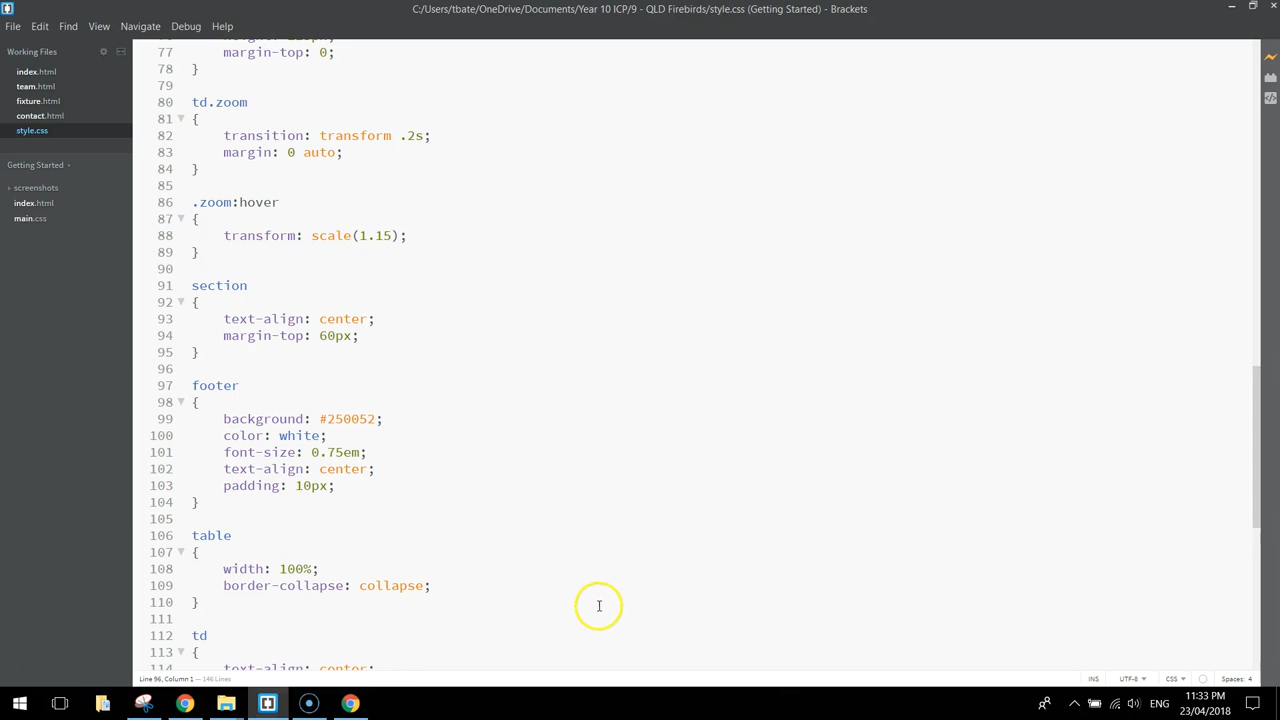 C:/Users/tbate/OneDrive/Documents/Year 10 ICP/9 - QLD Firebirds/style.css (Getting Started) - Brackets
File Edit Find View Navigate Debug Help
Working Files
index.html
team.html
fixture.html
contact.html
style.css
Getting Started
screenshots
index.html
main.css
77 margin-top: 0;
78 }
79
80 td.zoom
81 {
82 transition: transform .2s;
83 margin: 0 auto;
84 }
85
86 .zoom:hover
87 {
88 transform: scale(1.15);
89 }
90
91 section
92 {
93 text-align: center;
94 margin-top: 60px;
95 }
96
97 footer
98 {
99 background: #250052;
100 color: white;
101 font-size: 0.75em;
102 text-align: center;
103 padding: 10px;
104 }
105
106 table
107 {
108 width: 100%;
109 border-collapse: collapse;
110 }
111
112 td
113 {
114 text-align: center;
Line 96, Column 1 — 146 Lines
INS UTF-8 CSS Spaces: 4
ENG
11:33 PM
23/04/2018